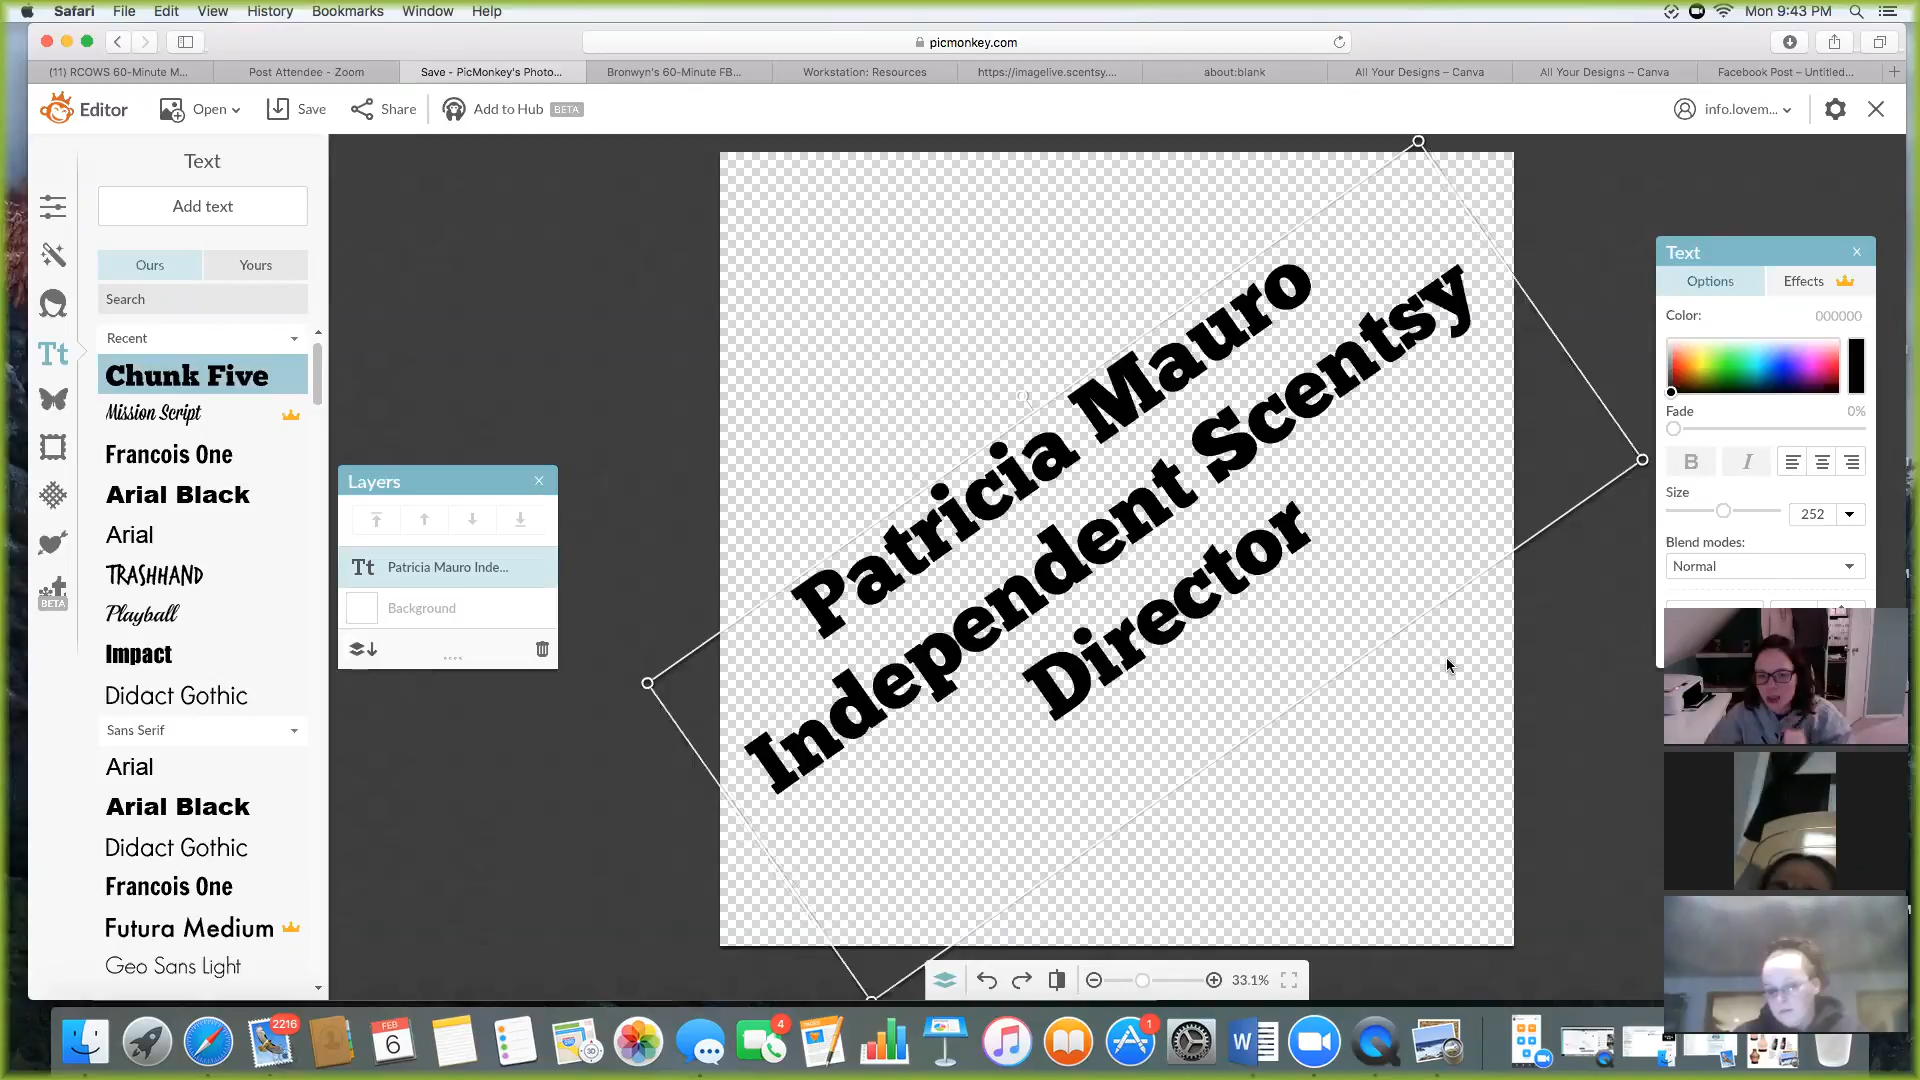 Safari File Edit View History Bookmarks Window Help
Mon 9:43 PM
picmonkey.com
(11) RCOWS 60-Minute M...
Post Attendee - Zoom
Save - PicMonkey's Photo...
Bronwyn's 60-Minute FB...
Workstation: Resources
https://imagelive.scentsy....
about:blank
All Your Designs – Canva
All Your Designs – Canva
Facebook Post – Untitled...
Editor
Open
Save
Share
Add to Hub BETA
info.lovem...
Text
Add text
Ours Yours
Search
Recent
Chunk Five
Mission Script
Francois One
Arial Black
Arial
TRASHHAND
Playball
Impact
Didact Gothic
Sans Serif
Arial
Arial Black
Didact Gothic
Francois One
Futura Medium
Geo Sans Light
Tt
BETA
Layers
Tt Patricia Mauro Inde...
Background
Patricia Mauro
Independent Scentsy
Director
33.1%
Text
Options Effects
Color: 000000
Fade 0%
B I
Size
252
Blend modes:
Normal
2216
FEB
6
4
1
3D
W